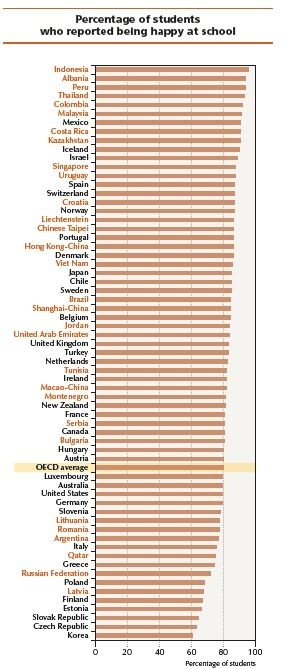 Percentage of students
who reported being happy at school
Indonesia
Albania
Peru
Thailand
Colombia
Malaysia
Mexico
Costa Rica
Kazakhstan
Iceland
Israel
Singapore
Uruguay
Spain
Switzerland
Croatia
Norway
Liechtenstein
Chinese Taipei
Portugal
Hong Kong-China
Denmark
Viet Nam
Japan
Chile
Sweden
Brazil
Shanghai-China
Belgium
Jordan
United Arab Emirates
United Kingdom
Turkey
Netherlands
Tunisia
Ireland
Macao-China
Montenegro
New Zealand
France
Serbia
Canada
Bulgaria
Hungary
Austria
OECD average
Luxembourg
Australia
United States
Germany
Slovenia
Lithuania
Romania
Argentina
Italy
Qatar
Greece
Russian Federation
Poland
Latvia
Finland
Estonia
Slovak Republic
Czech Republic
Korea
0 20 40 60 80 100
Percentage of students